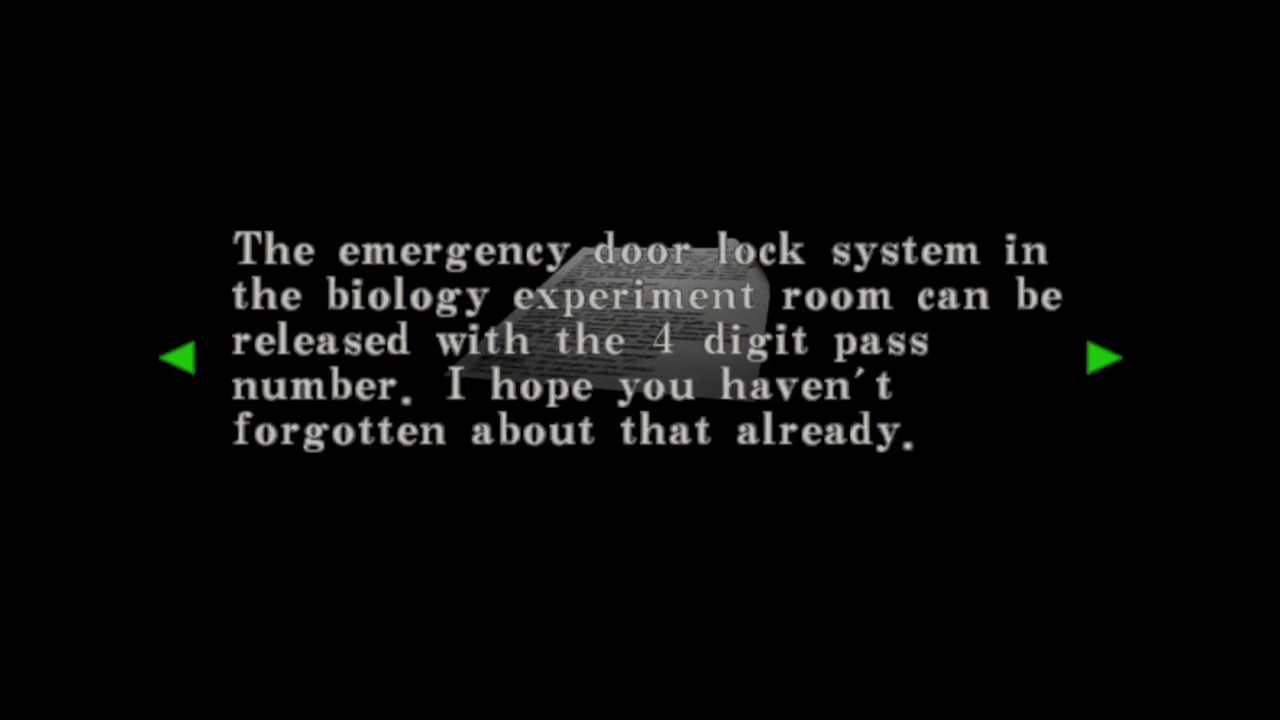 The emergency door lock system in
the biology experiment room can be
released with the 4 digit pass
number. I hope you haven't
forgotten about that already.